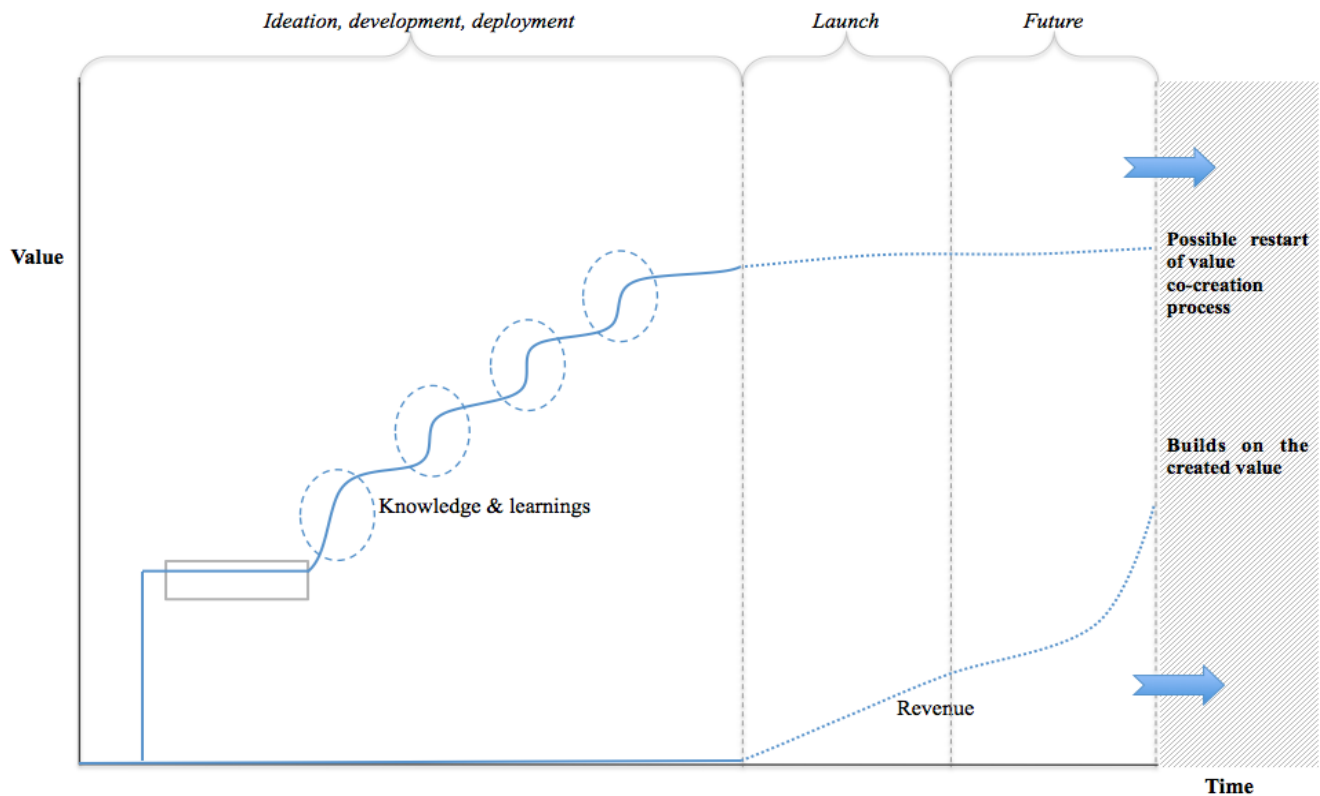 Ideation, development, deployment
Launch
Future
Value
Possible restart
of value
co-creation
process
Builds on the
created value
Knowledge & learnings
Revenue
Time